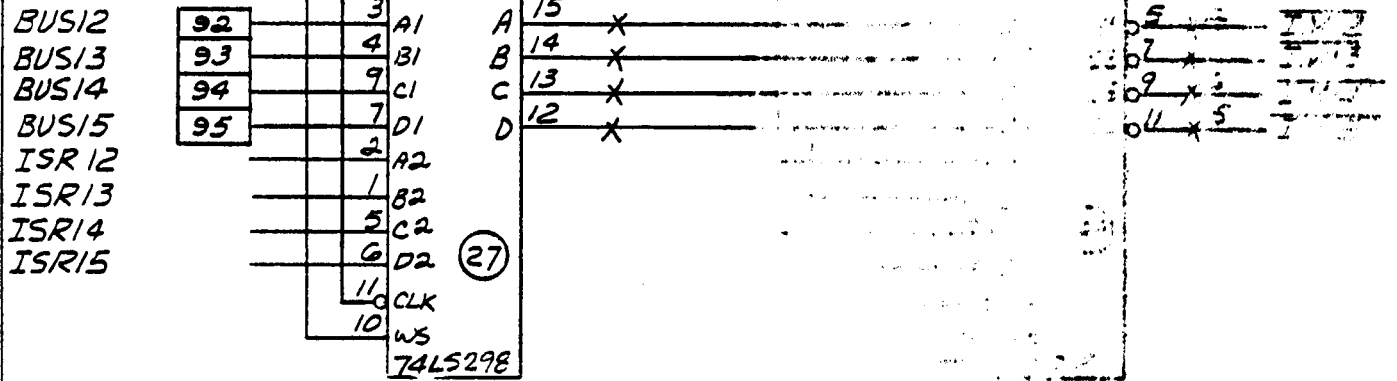 BUS12 92 3 A1 A 15 5
BUS13 93 4 B1 B 14 7
BUS14 94 9 C1 C 13 9
BUS15 95 7 D1 D 12 11 5
ISR12 2 A2
ISR13 1 B2
ISR14 5 C2
ISR15 6 D2 27
11 CLK
10 WS
74LS298